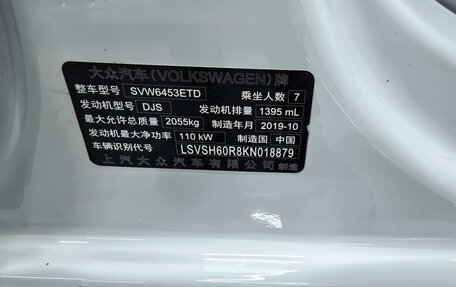 大众汽车(VOLKSWAGEN)牌
整车型号 SVW6453ETD 乘坐人数 7
发动机型号 DJS 发动机排量 1395 mL
最大允许总质量 2055kg 制造年月 2019-10
发动机最大净功率 110 kW 制造国 中国
车辆识别代号 LSVSH60R8KN018879
上汽大众汽车有限公司 制造